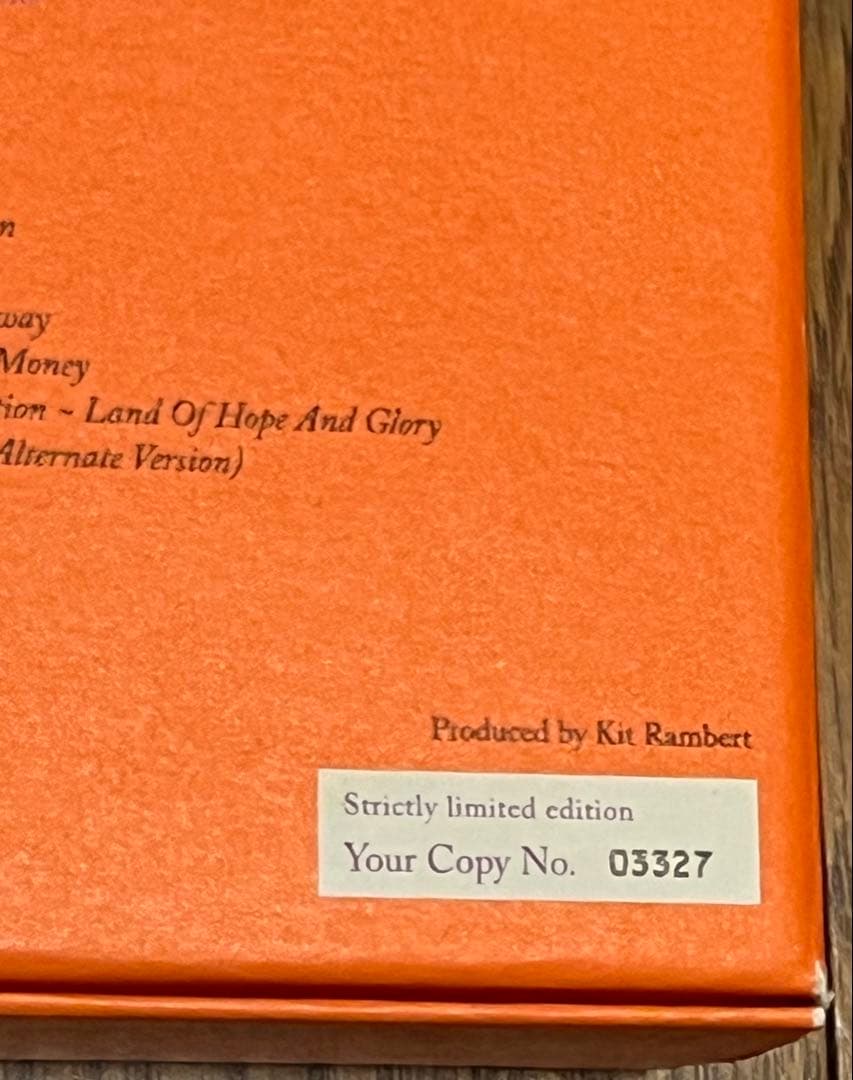 n
way
Money
tion ~ Land Of Hope And Glory
Alternate Version)
Produced by Kit Rambert
Strictly limited edition
Your Copy No. 03327